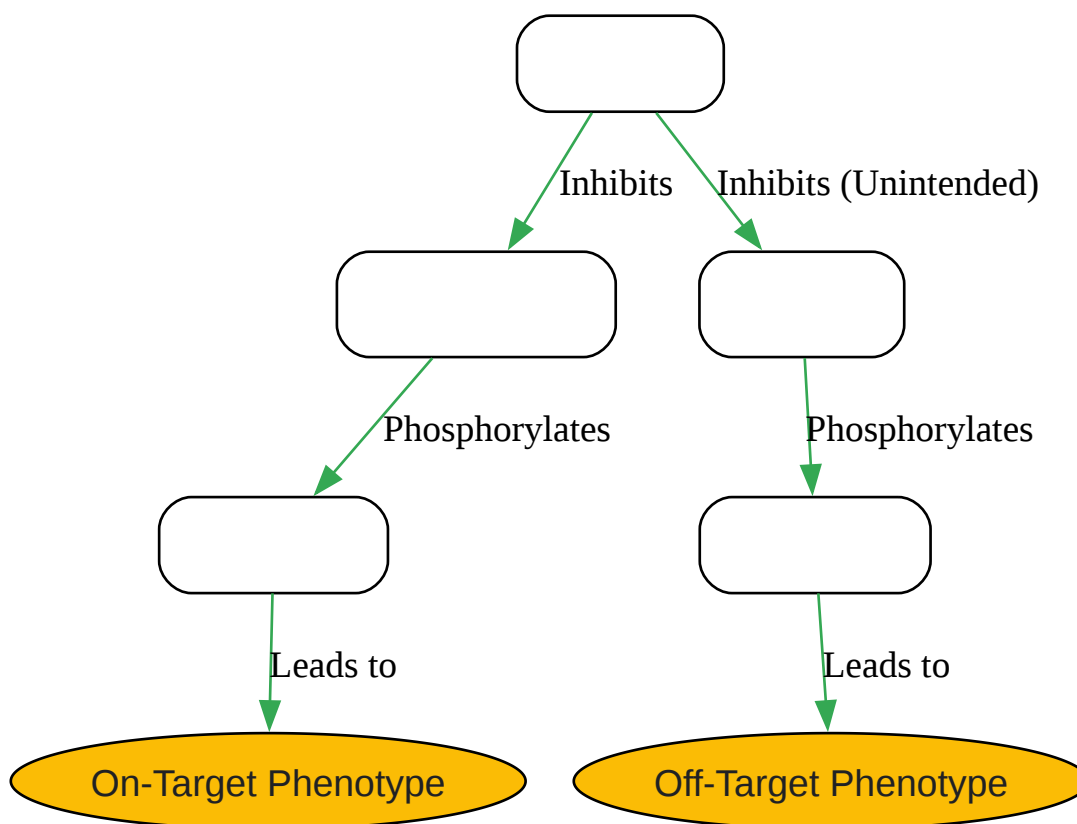 Inhibits
Inhibits (Unintended)
Phosphorylates
Phosphorylates
Leads to
Leads to
On-Target Phenotype
Off-Target Phenotype